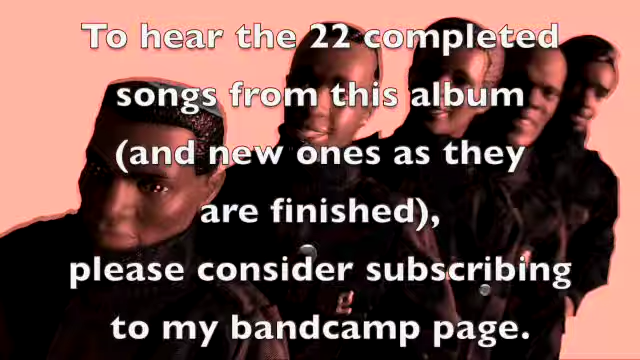 To hear the 22 completed
songs from this album
(and new ones as they
are finished),
please consider subscribing
to my bandcamp page.